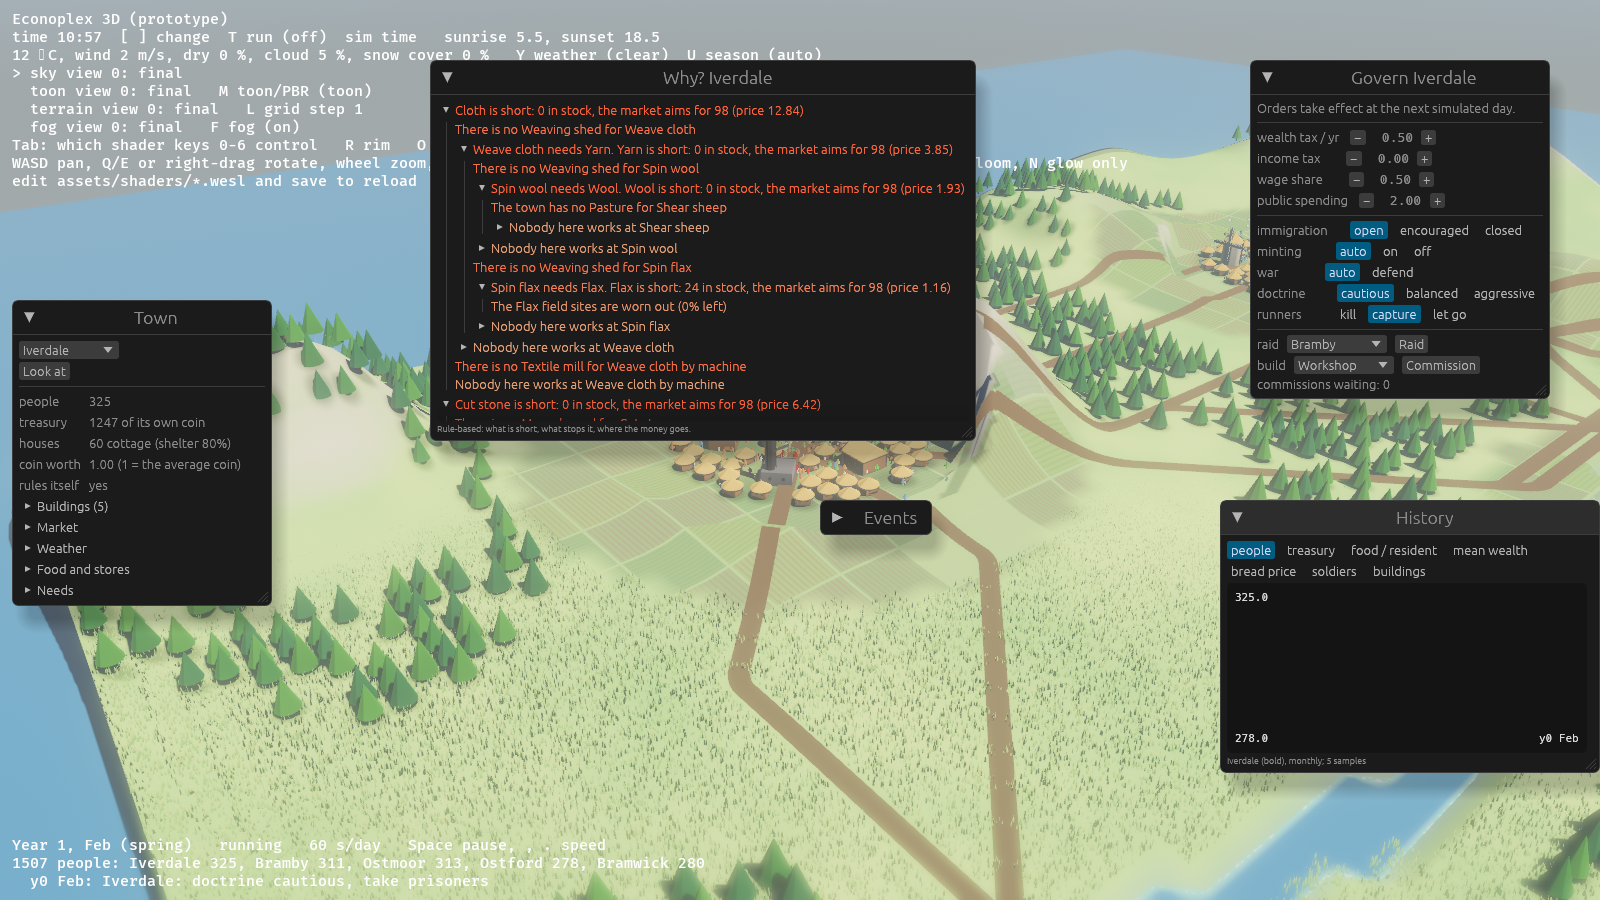 Econoplex 3D (prototype)
time 10:57  [ ] change  T run (off)  sim time   sunrise 5.5, sunset 18.5
12 °C, wind 2 m/s, dry 0 %, cloud 5 %, snow cover 0 %   Y weather (clear)  U season (auto)
> sky view 0: final
toon view 0: final   M toon/PBR (toon)
terrain view 0: final   L grid step 1
fog view 0: final   F fog (on)
Tab: which shader keys 0-6 control   R rim   O
WASD pan, Q/E or right-drag rotate, wheel zoom, loom, N glow only
edit assets/shaders/*.wesl and save to reload
▼ Why? Iverdale
▼ Cloth is short: 0 in stock, the market aims for 98 (price 12.84)
There is no Weaving shed for Weave cloth
▼ Weave cloth needs Yarn. Yarn is short: 0 in stock, the market aims for 98 (price 3.85)
There is no Weaving shed for Spin wool
▼ Spin wool needs Wool. Wool is short: 0 in stock, the market aims for 98 (price 1.93)
The town has no Pasture for Shear sheep
▸ Nobody here works at Shear sheep
▸ Nobody here works at Spin wool
There is no Weaving shed for Spin flax
▼ Spin flax needs Flax. Flax is short: 24 in stock, the market aims for 98 (price 1.16)
The Flax field sites are worn out (0% left)
▸ Nobody here works at Spin flax
▸ Nobody here works at Weave cloth
There is no Textile mill for Weave cloth by machine
Nobody here works at Weave cloth by machine
▼ Cut stone is short: 0 in stock, the market aims for 98 (price 6.42)
Rule-based: what is short, what stops it, where the money goes.
▼ Govern Iverdale
Orders take effect at the next simulated day.
wealth tax / yr − 0.50 +
income tax − 0.00 +
wage share − 0.50 +
public spending − 2.00 +
immigration open encouraged closed
minting auto on off
war auto defend
doctrine cautious balanced aggressive
runners kill capture let go
raid Bramby Raid
build Workshop Commission
commissions waiting: 0
▼ Town
Iverdale
Look at
people 325
treasury 1247 of its own coin
houses 60 cottage (shelter 80%)
coin worth 1.00 (1 = the average coin)
rules itself yes
▸ Buildings (5)
▸ Market
▸ Weather
▸ Food and stores
▸ Needs
▶ Events
▼ History
people treasury food / resident mean wealth
bread price soldiers buildings
325.0
278.0 y0 Feb
Iverdale (bold), monthly; 5 samples
Year 1, Feb (spring)   running   60 s/day   Space pause, , . speed
1507 people: Iverdale 325, Bramby 311, Ostmoor 313, Ostford 278, Bramwick 280
y0 Feb: Iverdale: doctrine cautious, take prisoners